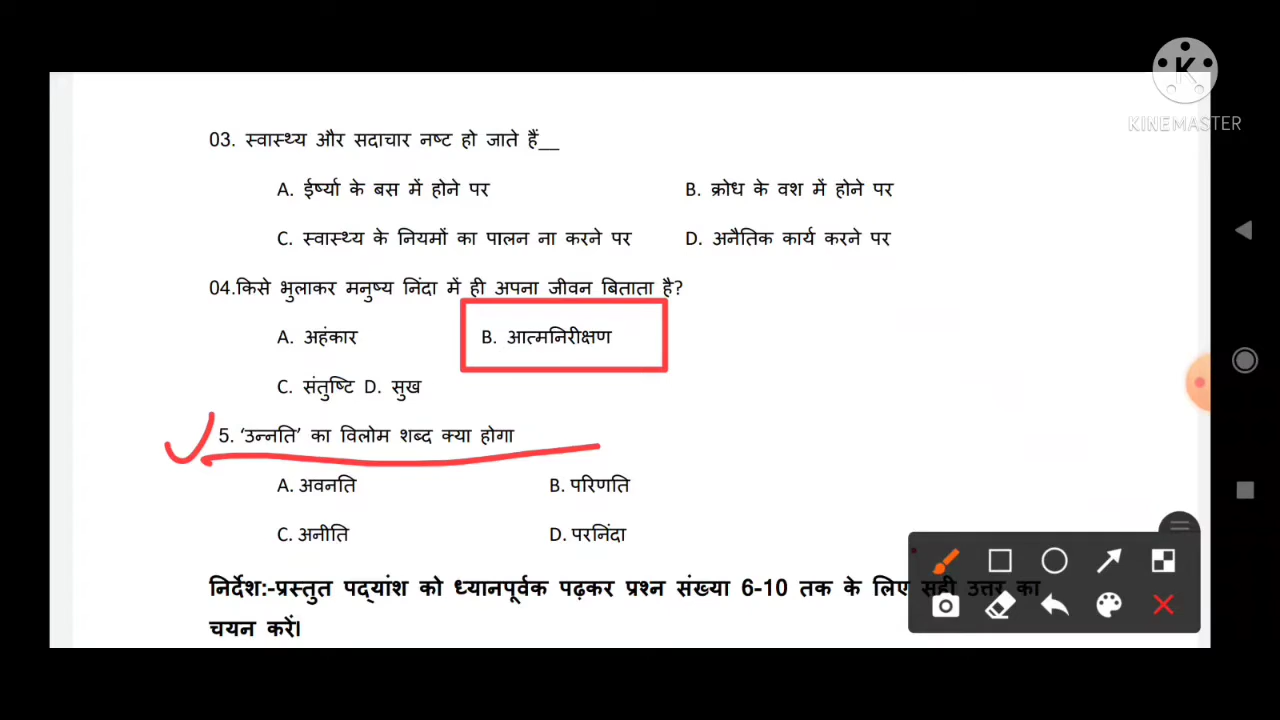 KINEMASTER
03. स्वास्थ्य और सदाचार नष्ट हो जाते हैं__
A. ईर्ष्या के बस में होने पर B. क्रोध के वश में होने पर
C. स्वास्थ्य के नियमों का पालन ना करने पर D. अनैतिक कार्य करने पर
04.किसे भुलाकर मनुष्य निंदा में ही अपना जीवन बिताता है?
A. अहंकार B. आत्मनिरीक्षण
C. संतुष्टि D. सुख
5. ‘उन्नति’ का विलोम शब्द क्या होगा
A. अवनति B. परिणति
C. अनीति D. परनिंदा
निर्देश:-प्रस्तुत पद्यांश को ध्यानपूर्वक पढ़कर प्रश्न संख्या 6-10 तक के लिए सही उत्तर का
चयन करें।